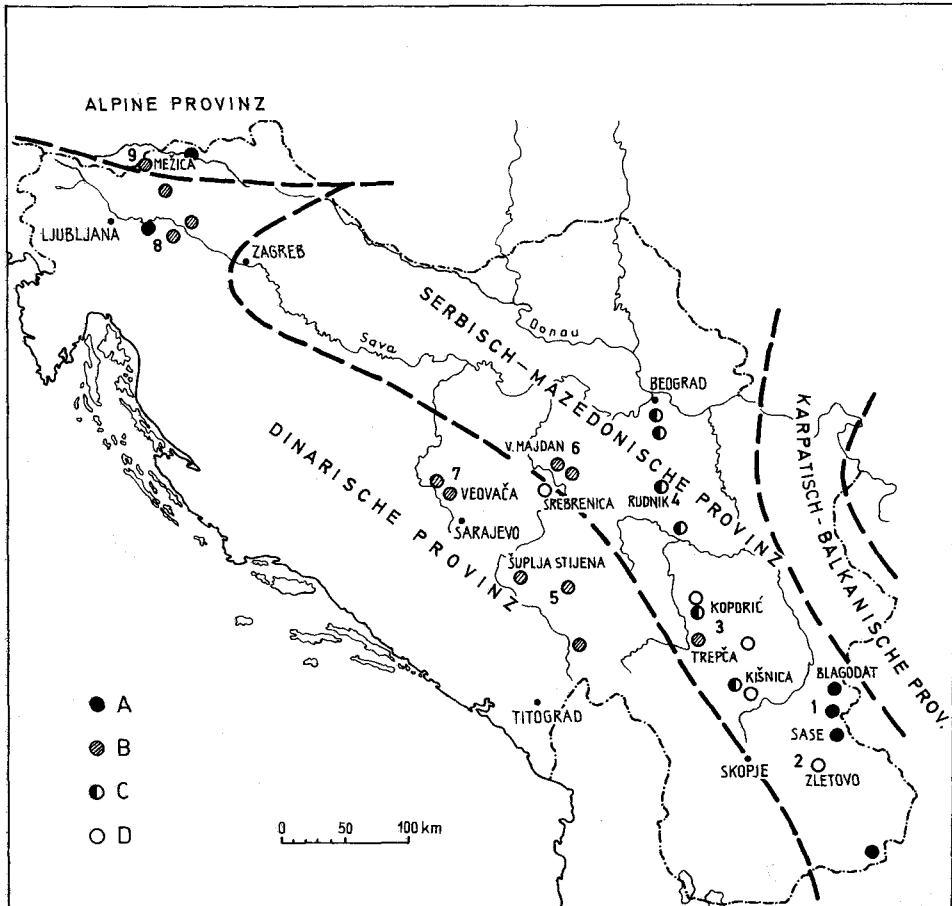 ALPINE PROVINZ
9
MEŽICA
LJUBLJANA
8
ZAGREB
SERBISCH-MAZEDONISCHE PROVINZ
Donau
Sava
KARPATISCH-BALKANISCHE PROV.
BEOGRAD
DINARISCHE PROVINZ
V. MAJDAN 6
7
VEOVAČA
SREBRENICA
RUDNIK 4
SARAJEVO
ŠUPLJA STIJENA
5
KOPORIĆ
3
TREPČA
KIŠNICA
BLAGODAT
1
SASE
TITOGRAD
SKOPJE
2
ZLETOVO
A
B
C
D
0 50 100 km